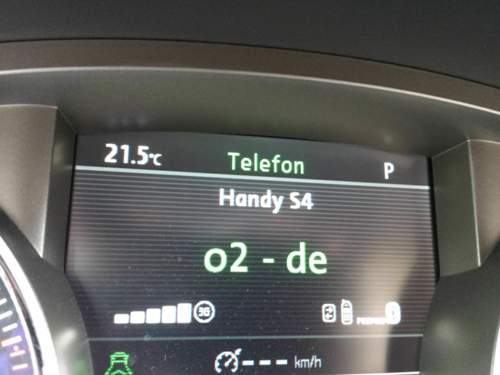 21.5°C Telefon P
Handy S4
o2 - de
3G
--- km/h